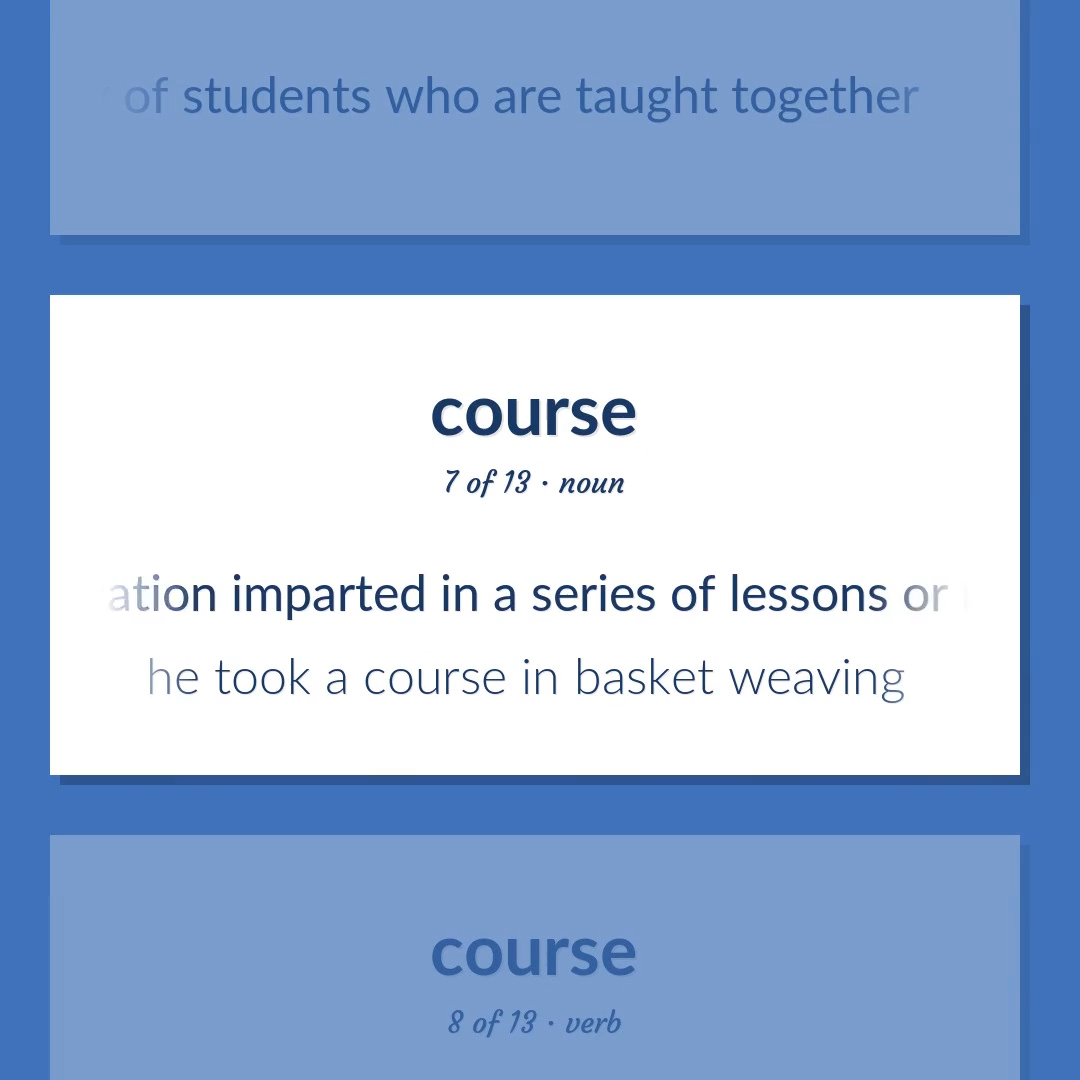 of students who are taught together
course
7 of 13 · noun
ation imparted in a series of lessons or
he took a course in basket weaving
course
8 of 13 · verb